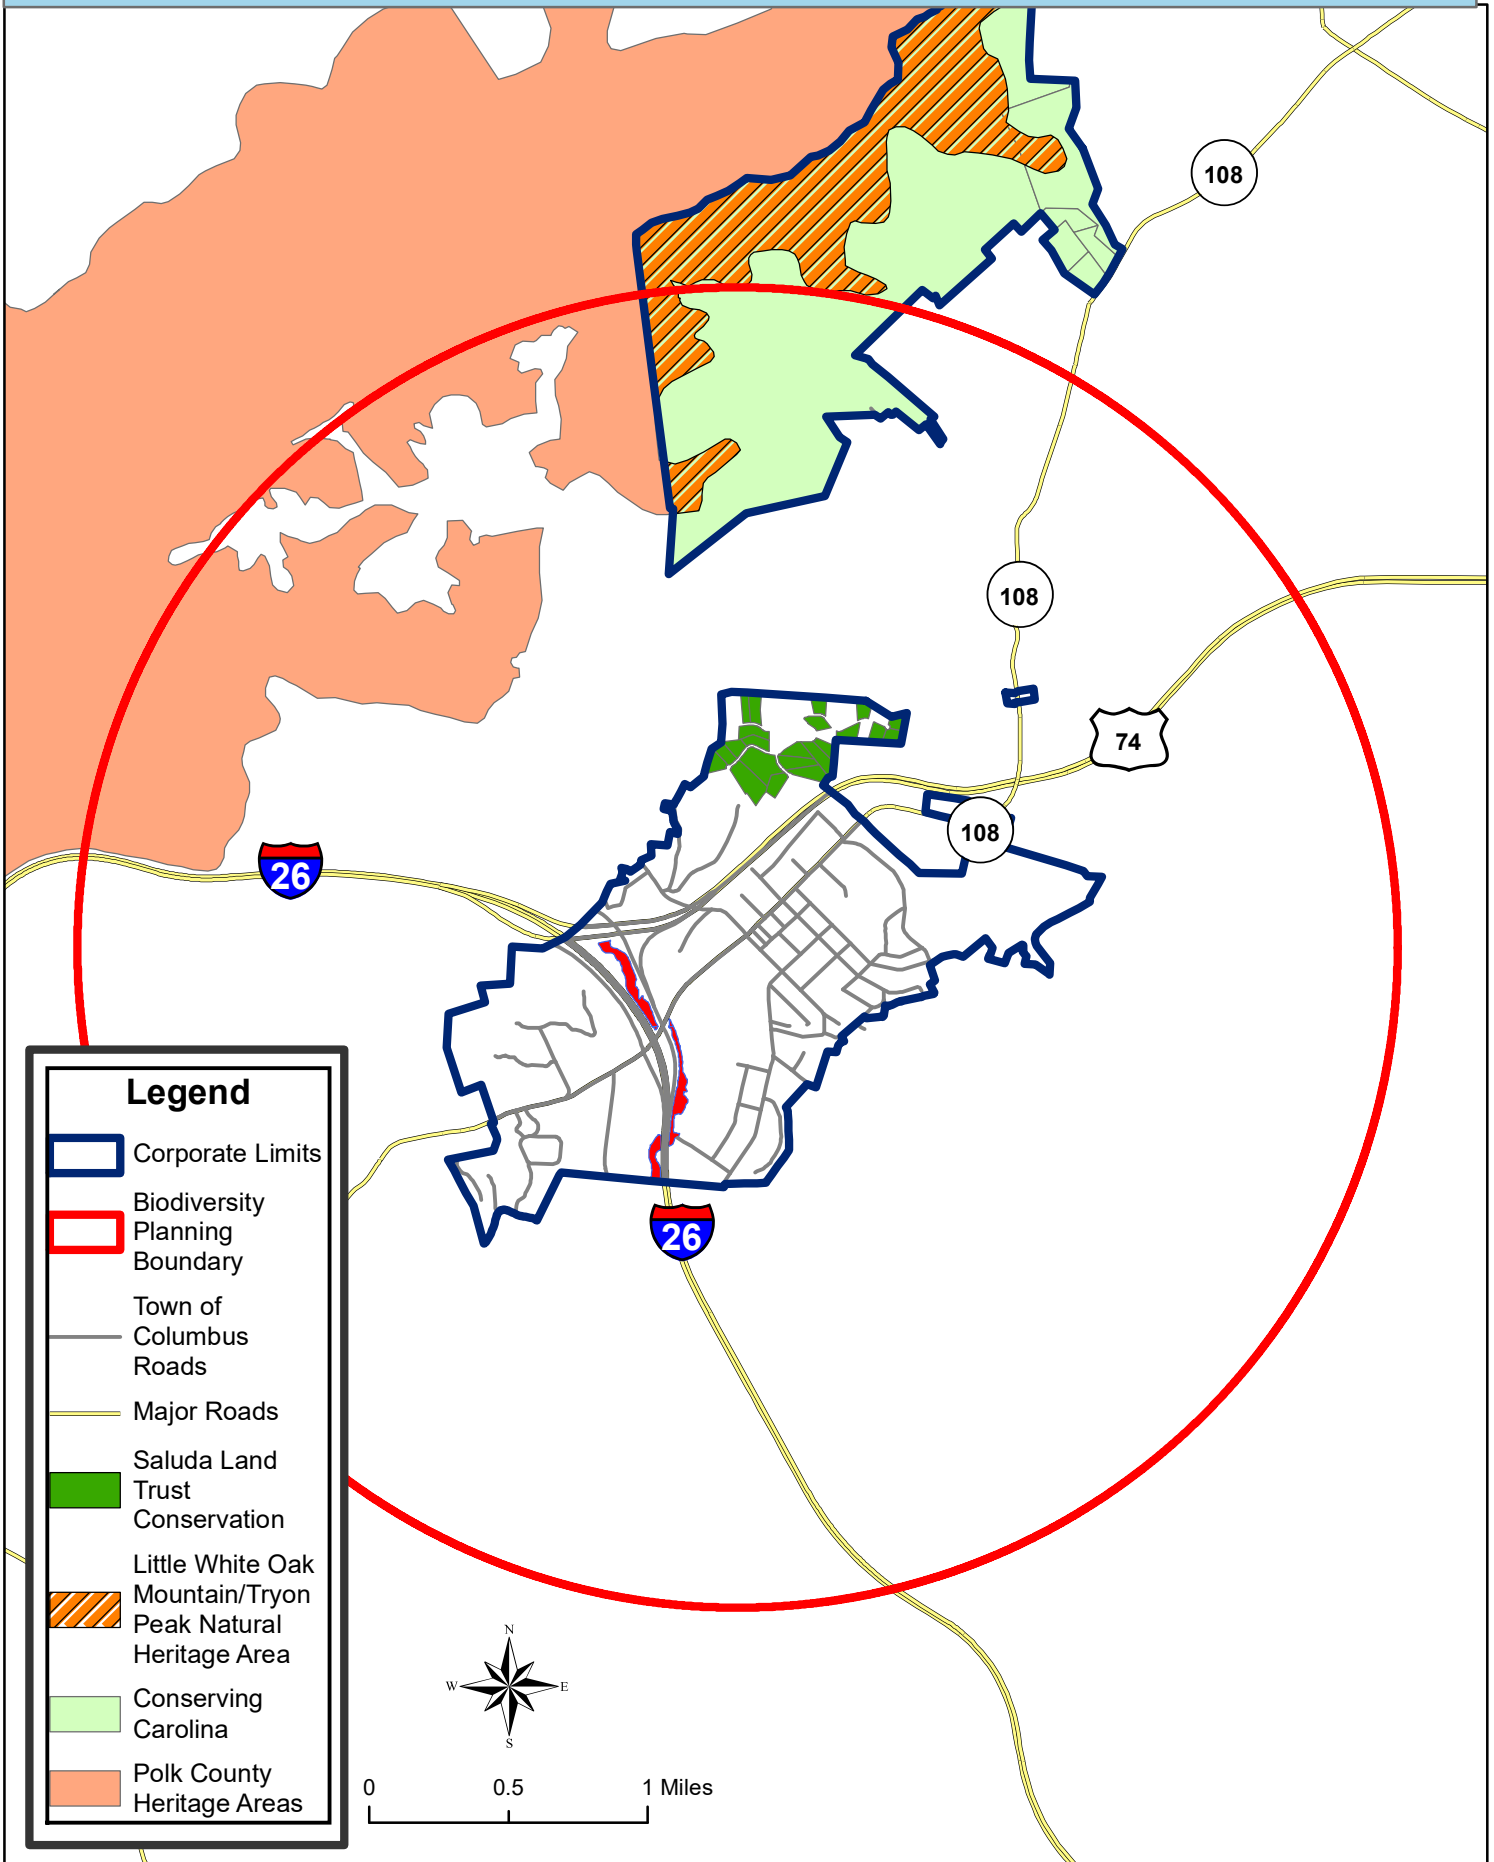 108
108
74
108
26
26
Legend
Corporate Limits
Biodiversity
Planning
Boundary
Town of
Columbus
Roads
Major Roads
Saluda Land
Trust
Conservation
Little White Oak
Mountain/Tryon
Peak Natural
Heritage Area
Conserving
Carolina
Polk County
Heritage Areas
N
W
E
S
0 0.5 1 Miles